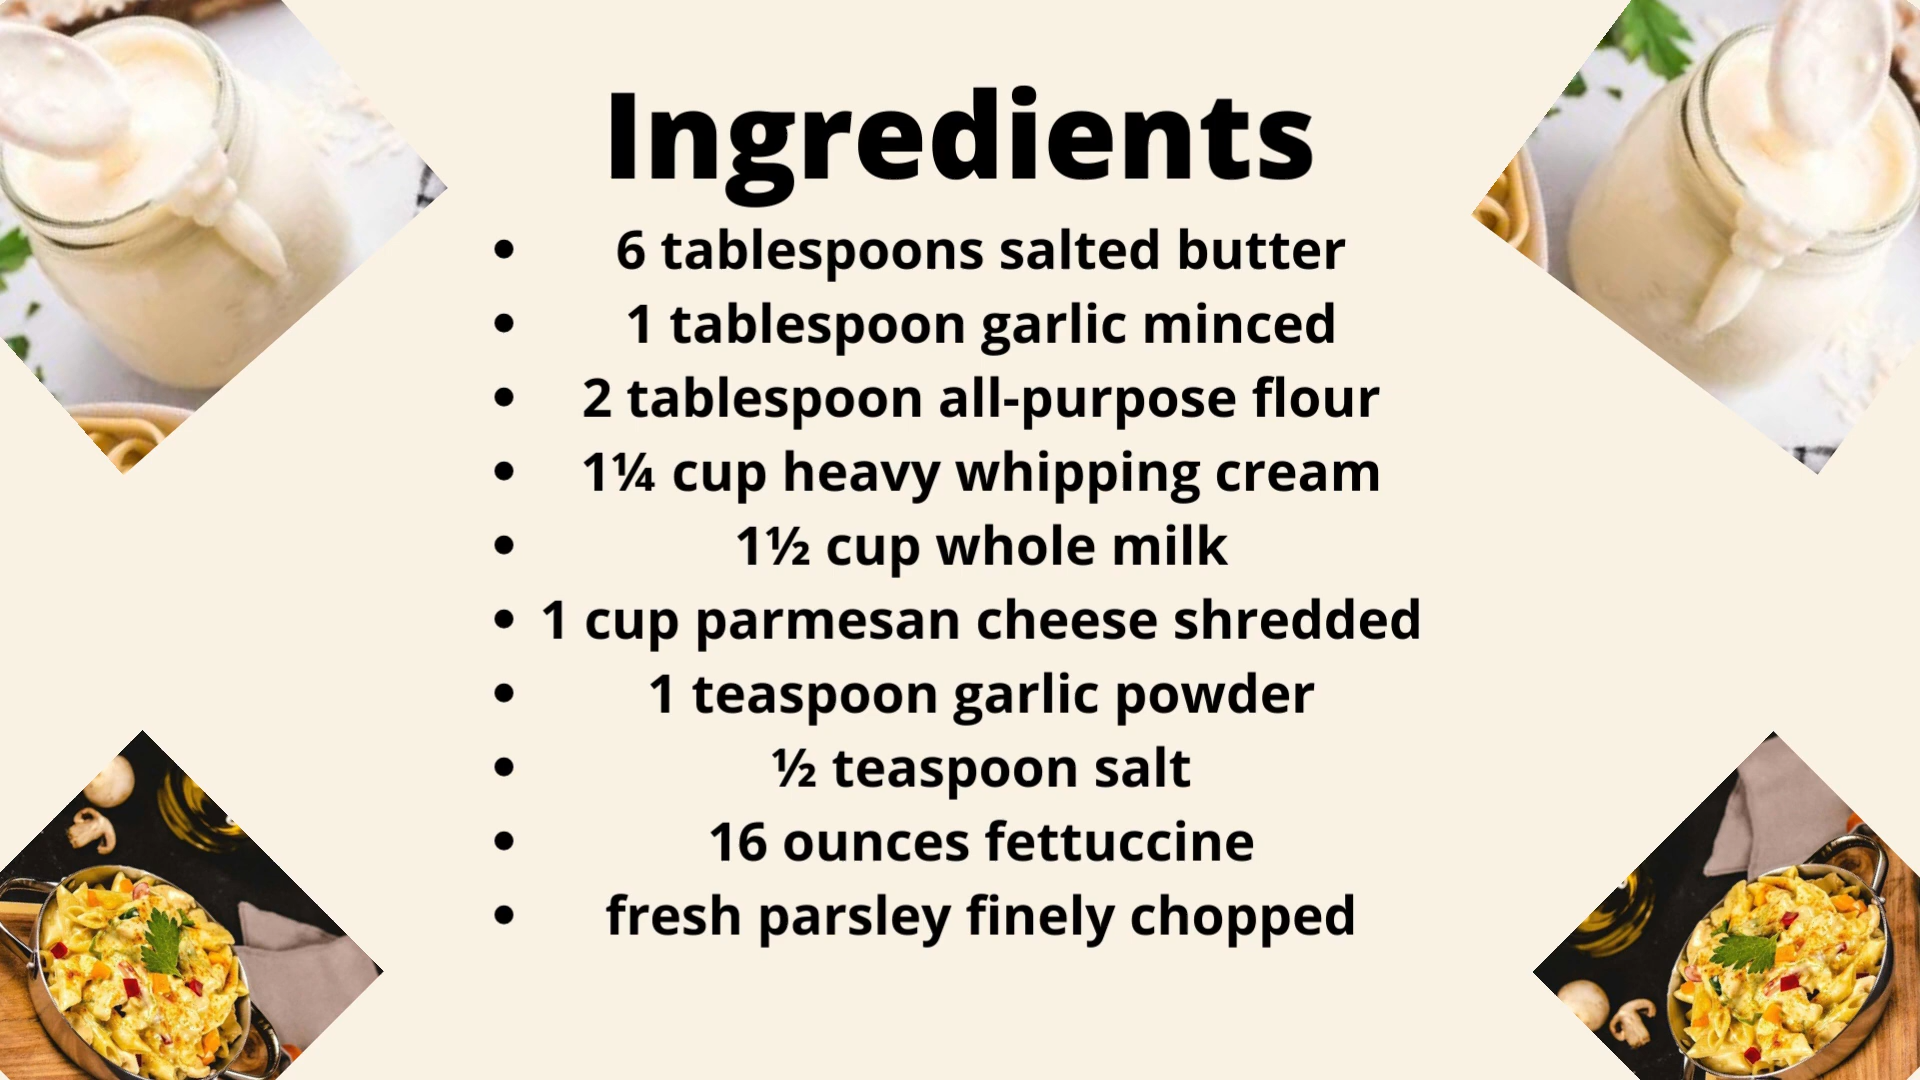 Ingredients
• 6 tablespoons salted butter
• 1 tablespoon garlic minced
• 2 tablespoon all-purpose flour
• 1¼ cup heavy whipping cream
• 1½ cup whole milk
• 1 cup parmesan cheese shredded
• 1 teaspoon garlic powder
• ½ teaspoon salt
• 16 ounces fettuccine
• fresh parsley finely chopped